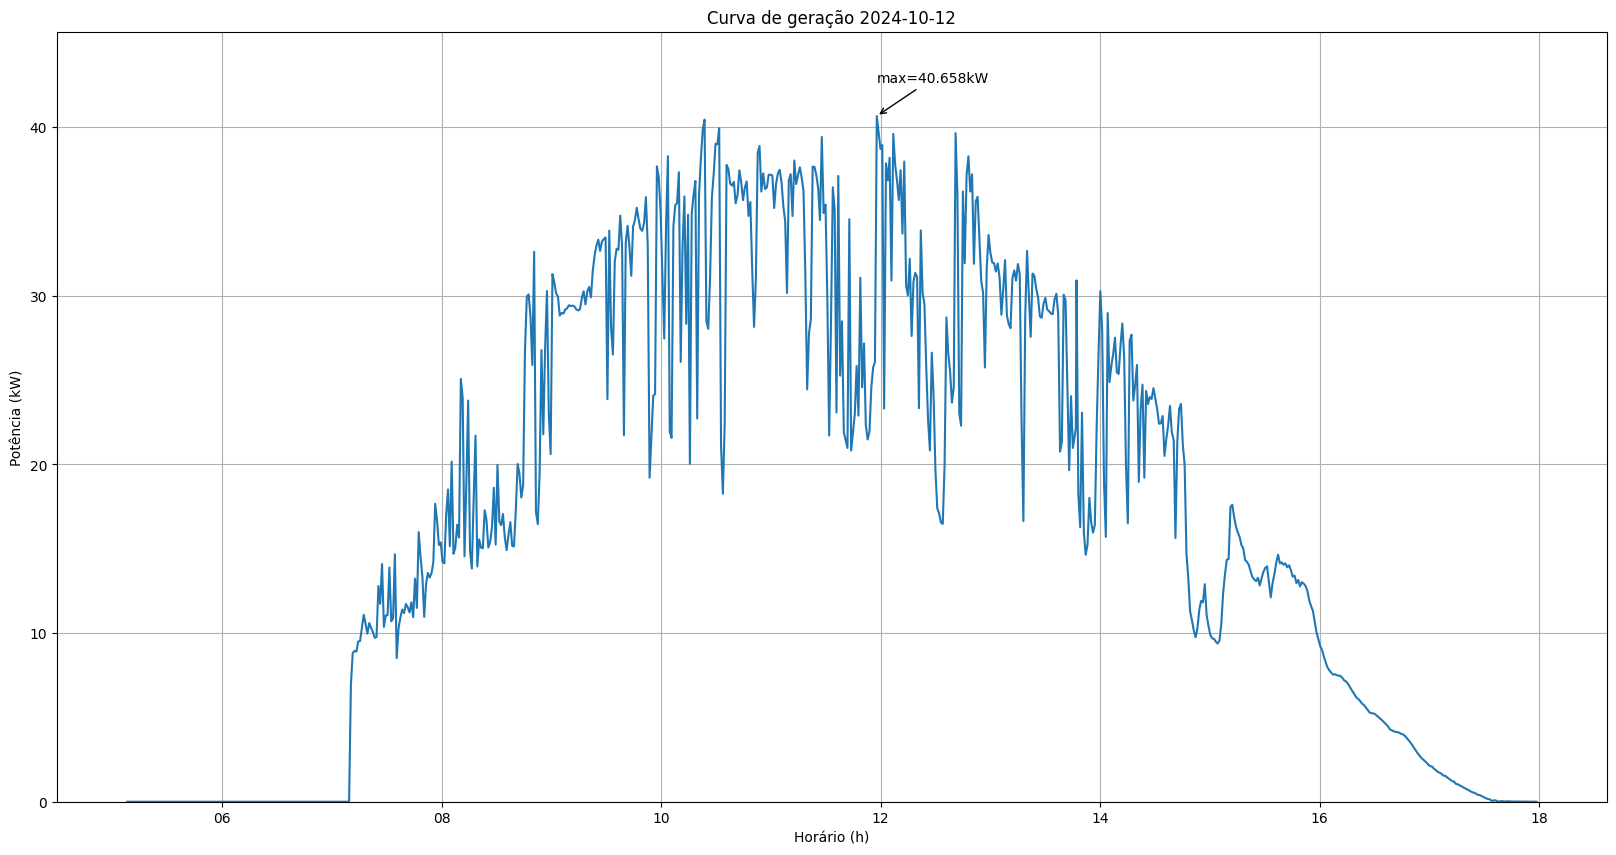 Curva de geração 2024-10-12
max=40.658kW
40
30
20
10
0
Potência (kW)
06 08 10 12 14 16 18
Horário (h)